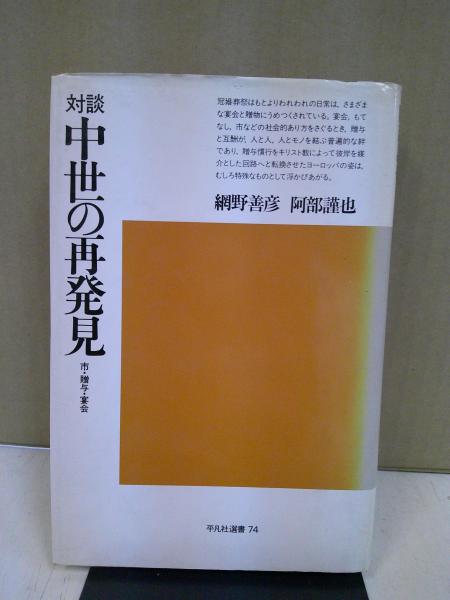 対談
中世の再発見
市・贈与・宴会
冠婚葬祭はもとよりわれわれの日常は、さまざま
な宴会と贈物にうめつくされている。宴会、もて
なし、市などの社会的あり方をさぐるとき、贈与
と互酬が、人と人、人とモノを結ぶ普遍的な絆
であり、贈与慣行をキリスト教によって彼岸を媒
介とした回路へと転換させたヨーロッパの姿は、
むしろ特殊なものとして浮かびあがる。
網野善彦 阿部謹也
平凡社選書 74